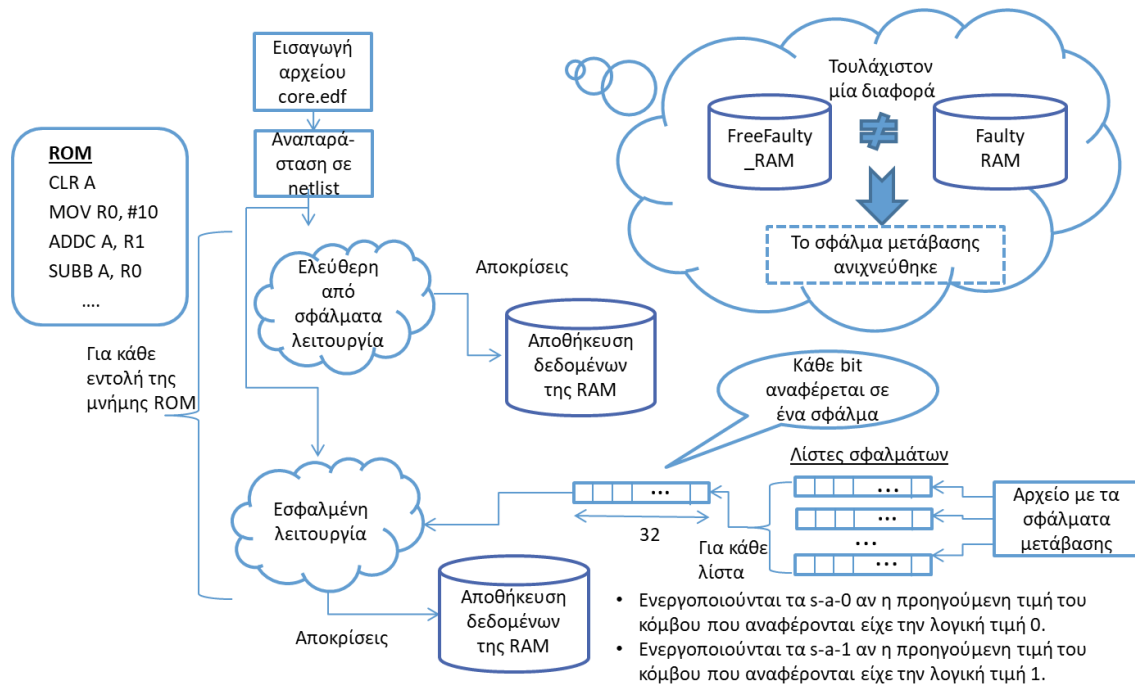 Εισαγωγή
αρχείου
core.edf
Αναπαρά-
σταση σε
netlist
ROM
CLR A
MOV R0, #10
ADDC A, R1
SUBB A, R0
....
Για κάθε
εντολή της
μνήμης ROM
Ελεύθερη
από
σφάλματα
λειτουργία
Αποκρίσεις
Αποθήκευση
δεδομένων
της RAM
Τουλάχιστον
μία διαφορά
FreeFaulty
_RAM
≠
Faulty
RAM
Το σφάλμα μετάβασης
ανιχνεύθηκε
Κάθε bit
αναφέρεται σε
ένα σφάλμα
Εσφαλμένη
λειτουργία
...
32
Για κάθε
λίστα
Λίστες σφαλμάτων
...
...
...
...
Αρχείο με τα
σφάλματα
μετάβασης
Αποκρίσεις
Αποθήκευση
δεδομένων
της RAM
• Ενεργοποιούνται τα s-a-0 αν η προηγούμενη τιμή του
κόμβου που αναφέρονται είχε την λογική τιμή 0.
• Ενεργοποιούνται τα s-a-1 αν η προηγούμενη τιμή του
κόμβου που αναφέρονται είχε την λογική τιμή 1.